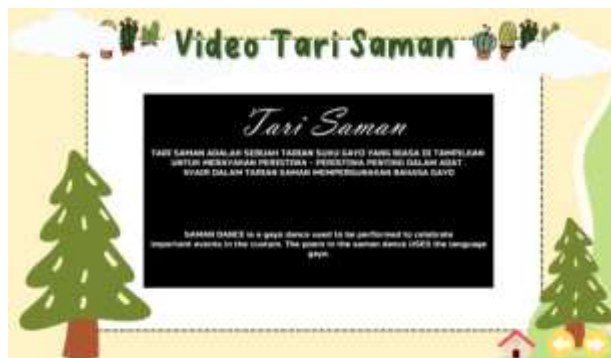 Video Tari Saman
Tari Saman
TARI SAMAN ADALAH SEBUAH TARIAN SUKU GAYO YANG BIASA DI TAMPILKAN
UNTUK MERAYAKAN PERISTIWA - PERISTIWA PENTING DALAM ADAT.
SYAIR DALAM TARIAN SAMAN MEMPERGUNAKAN BAHASA GAYO
SAMAN DANCE is a gayo dance used to be performed to celebrate
important events in the custom. The poem in the saman dance USES the language
gayo.